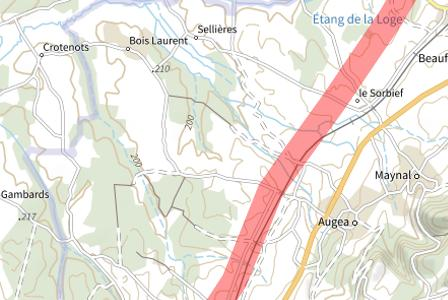 Étang de la Loge
Sellières
Bois Laurent
Crotenots
Beauf
210
le Sorbief
200
200
Maynal
Gambards
217
Augea